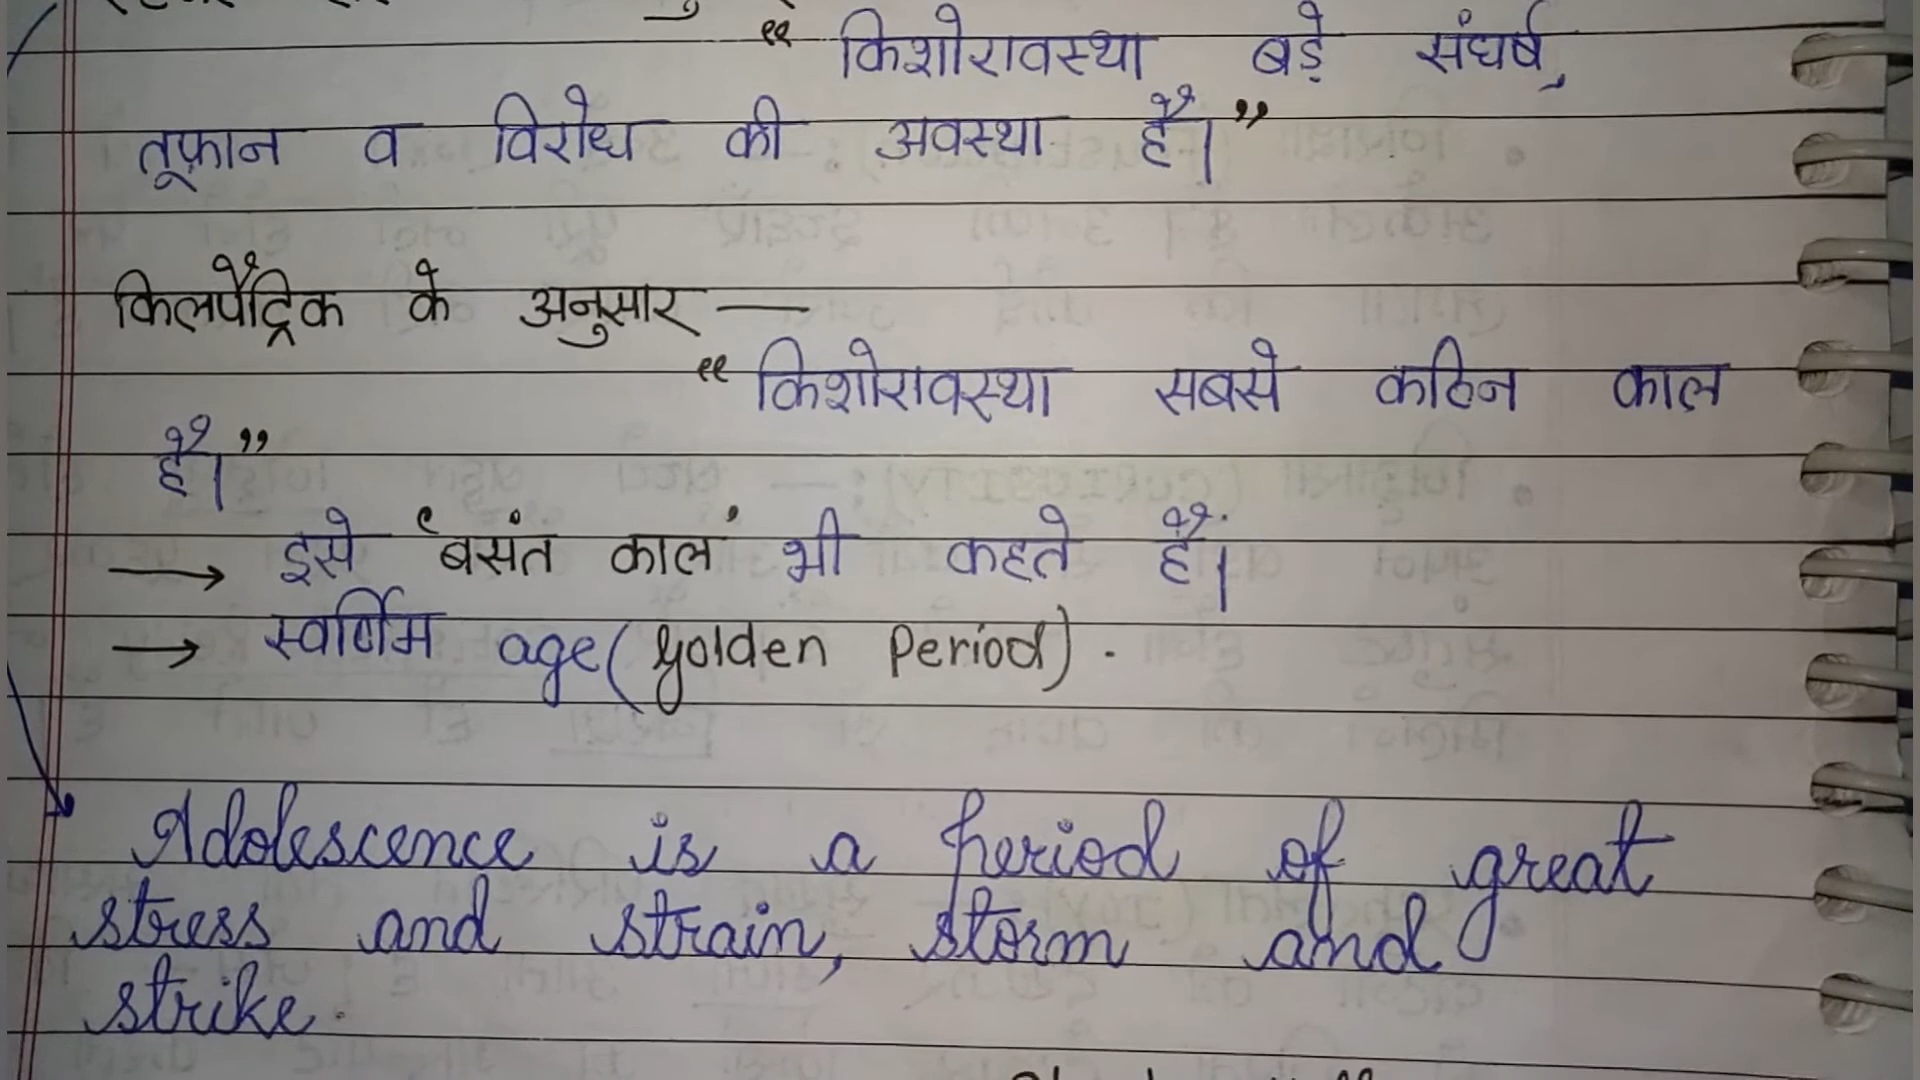 “ किशोरावस्था बड़े संघर्ष,
तूफ़ान व विरोध की अवस्था है।”
किलपैट्रिक के अनुसार —
“ किशोरावस्था सबसे कठिन काल
है।”
→ इसे ‘बसंत काल’ भी कहते हैं।
→ स्वर्णिम age (golden Period) .
Adolescence is a period of great
stress and strain, storm and
strike.